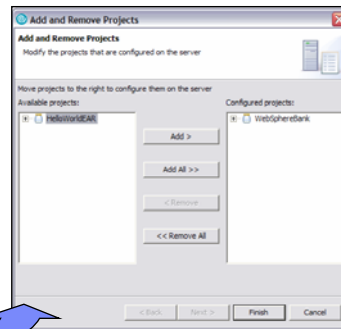 Add and Remove Projects
Add and Remove Projects
Modify the projects that are configured on the server
Move projects to the right to configure them on the server
Available projects:
Configured projects:
HelloWorldEAR
WebSphereBank
Add >
Add All >>
< Remove
<< Remove All
< Back
Next >
Finish
Cancel